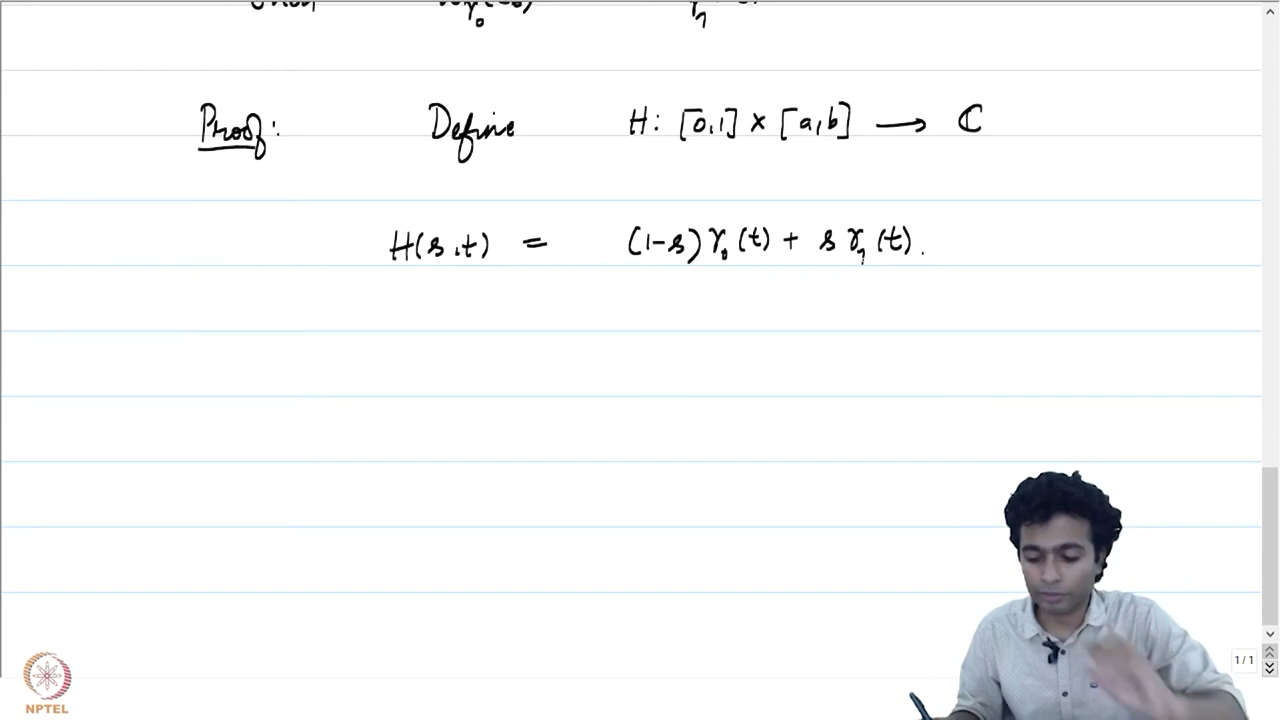 Proof: Define H: [0,1] × [a,b] ⟶ ℂ
H(s,t) = (1-s) γ₀(t) + s γ₁(t).
1 / 1
NPTEL